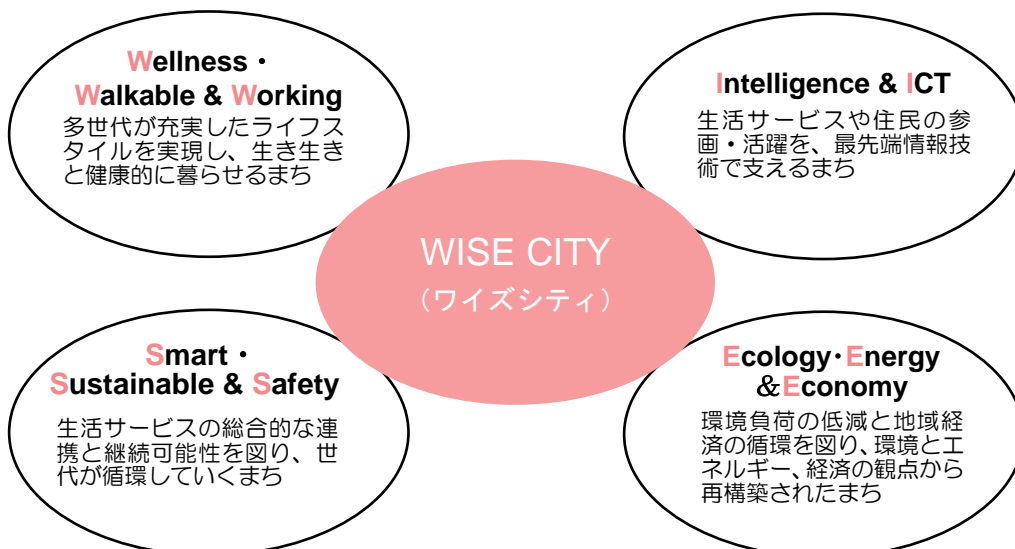 Wellness・
Walkable & Working
多世代が充実したライフス
タイルを実現し、生き生き
と健康的に暮らせるまち
Intelligence & ICT
生活サービスや住民の参
画・活躍を、最先端情報技
術で支えるまち
WISE CITY
（ワイズシティ）
Smart・
Sustainable & Safety
生活サービスの総合的な連
携と継続可能性を図り、世
代が循環していくまち
Ecology・Energy
&Economy
環境負荷の低減と地域経
済の循環を図り、環境とエ
ネルギー、経済の観点から
再構築されたまち